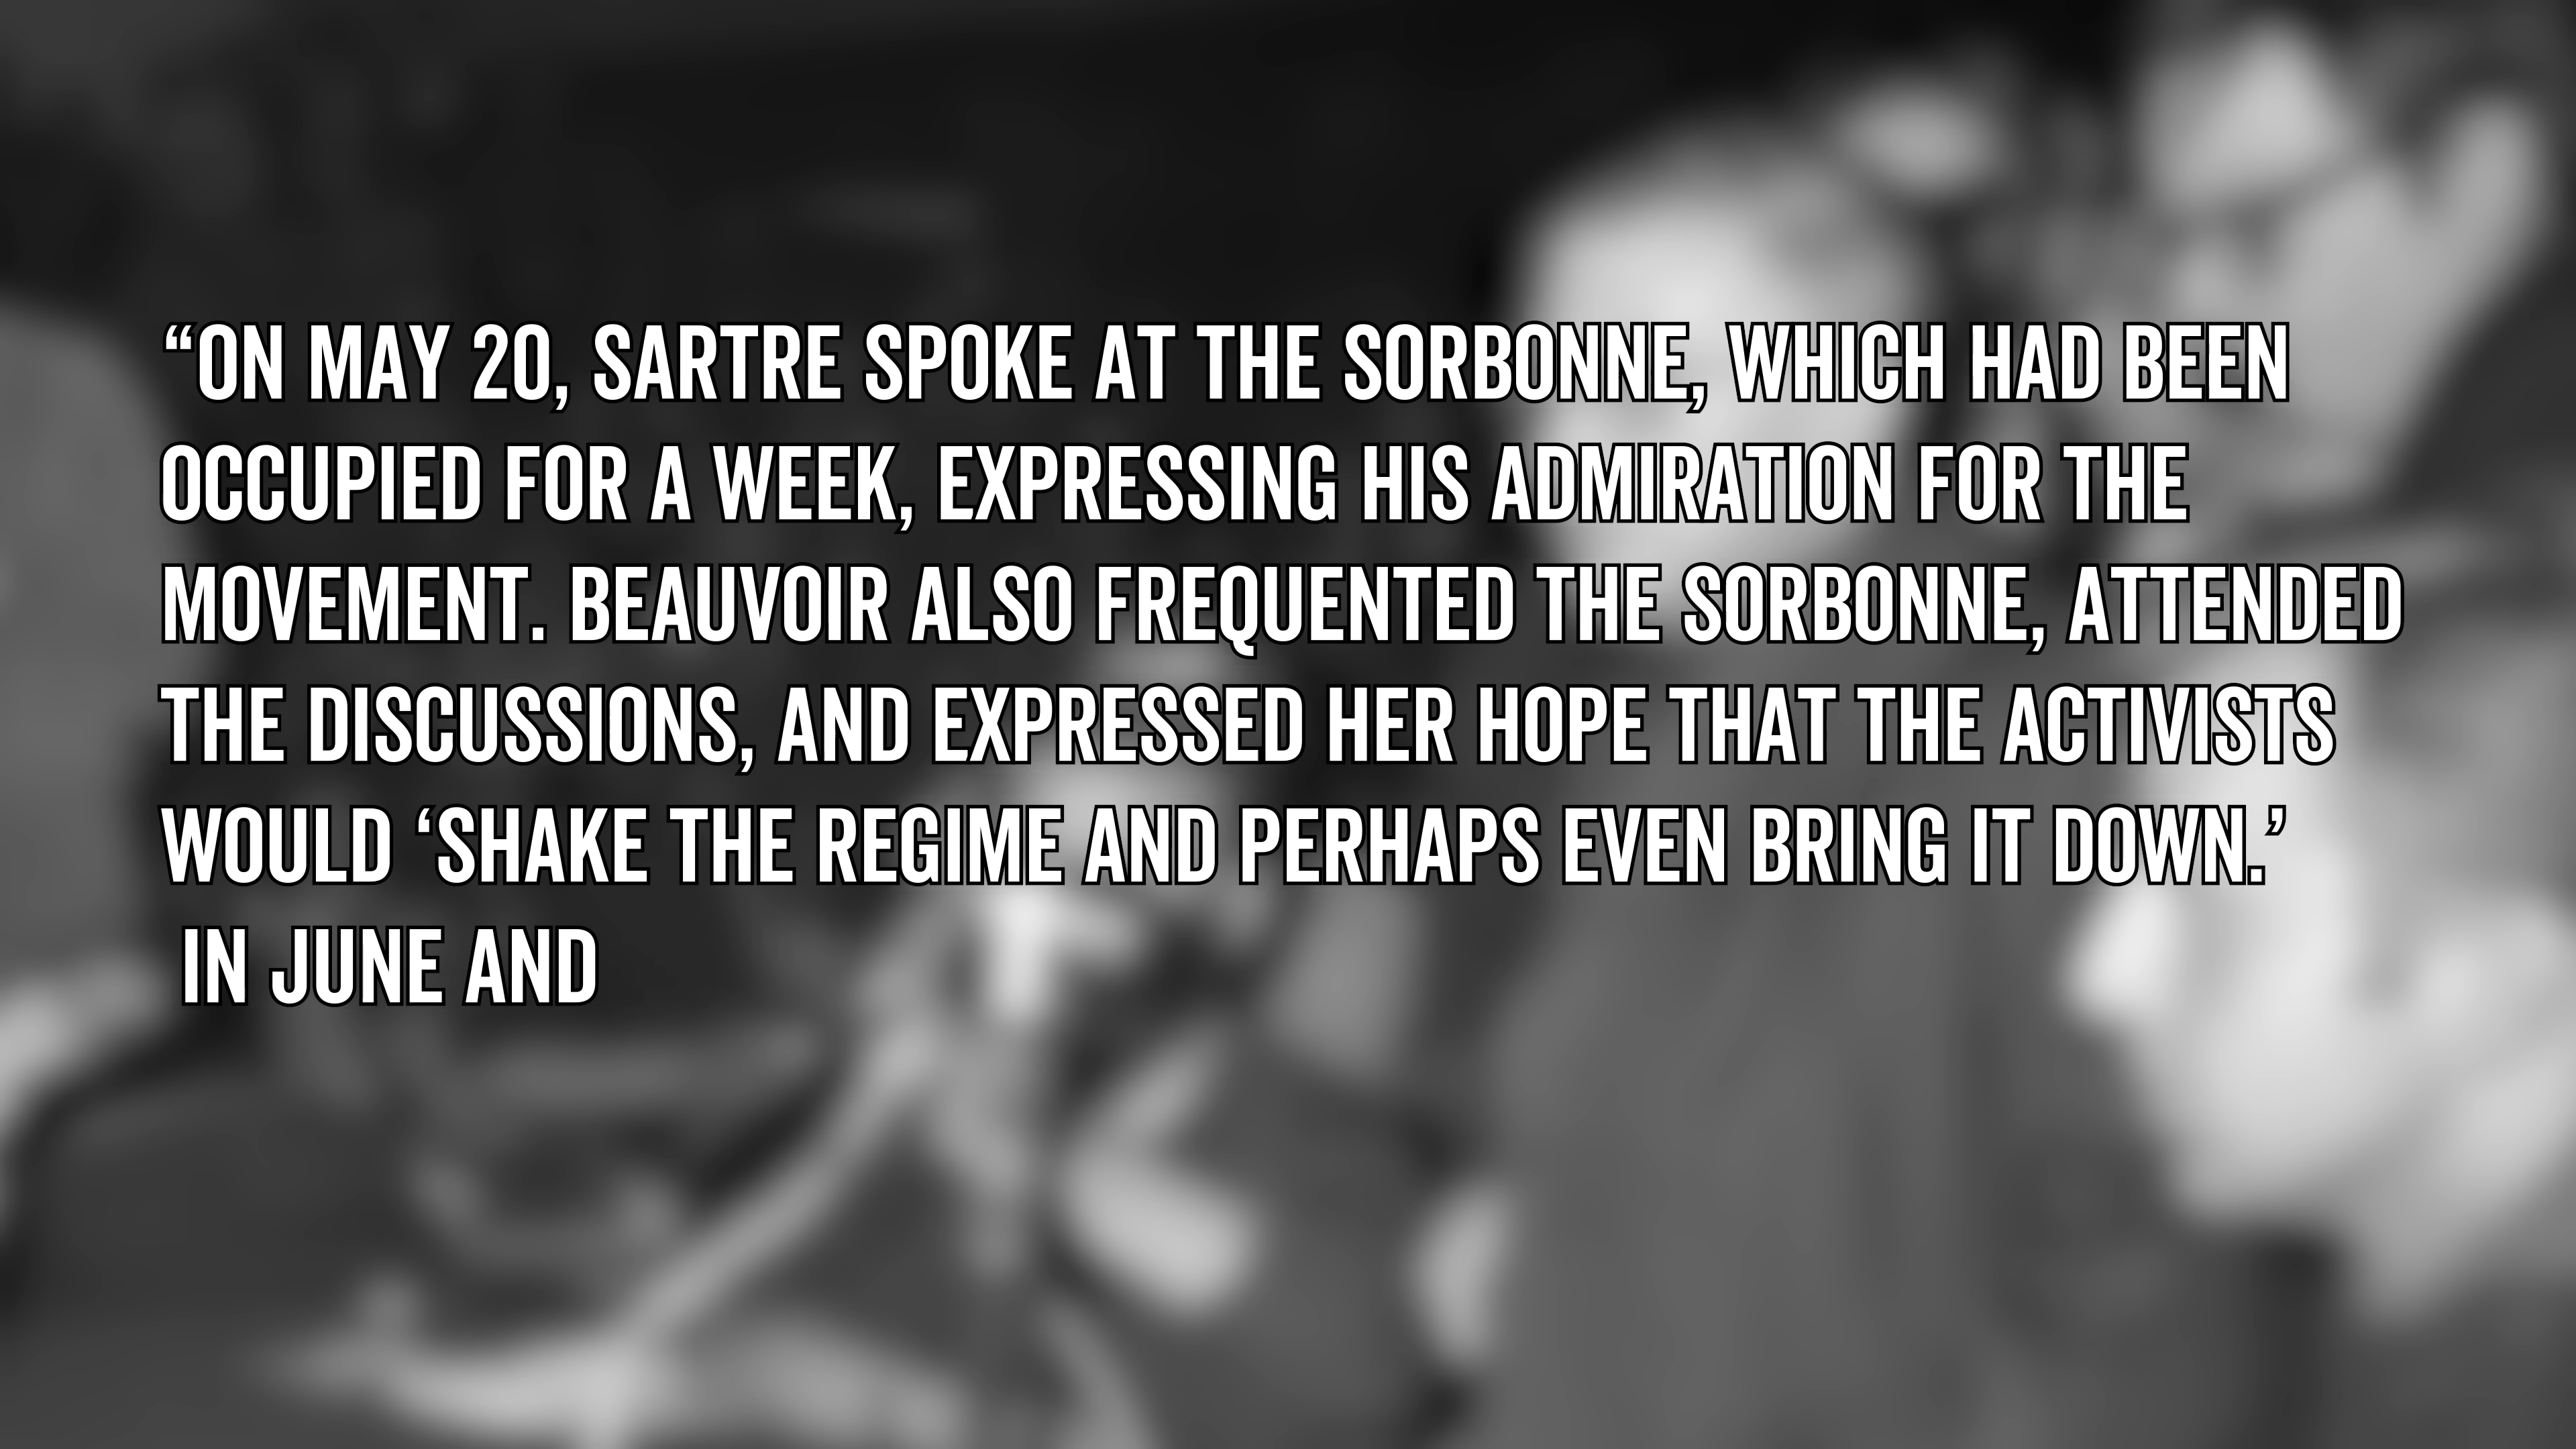 “ON MAY 20, SARTRE SPOKE AT THE SORBONNE, WHICH HAD BEEN
OCCUPIED FOR A WEEK, EXPRESSING HIS ADMIRATION FOR THE
MOVEMENT. BEAUVOIR ALSO FREQUENTED THE SORBONNE, ATTENDED
THE DISCUSSIONS, AND EXPRESSED HER HOPE THAT THE ACTIVISTS
WOULD ‘SHAKE THE REGIME AND PERHAPS EVEN BRING IT DOWN.’
IN JUNE AND